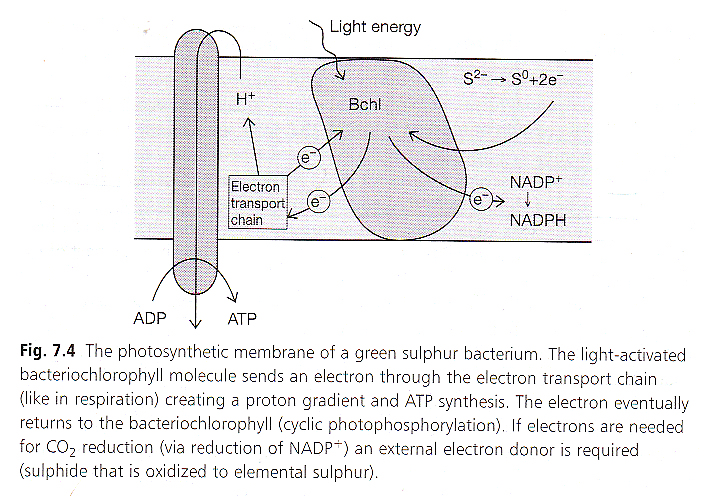 Light energy
S²⁻ → S⁰+2e⁻
H⁺
Bchl
e⁻
Electron
transport
chain
e⁻
e⁻
NADP⁺
↓
NADPH
ADP
ATP
Fig. 7.4 The photosynthetic membrane of a green sulphur bacterium. The light-activated
bacteriochlorophyll molecule sends an electron through the electron transport chain
(like in respiration) creating a proton gradient and ATP synthesis. The electron eventually
returns to the bacteriochlorophyll (cyclic photophosphorylation). If electrons are needed
for CO₂ reduction (via reduction of NADP⁺) an external electron donor is required
(sulphide that is oxidized to elemental sulphur).